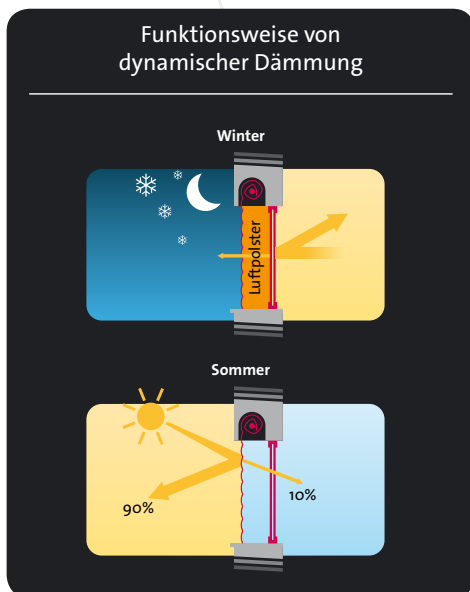 Funktionsweise von
dynamischer Dämmung
Winter
Luftpolster
Sommer
90%
10%